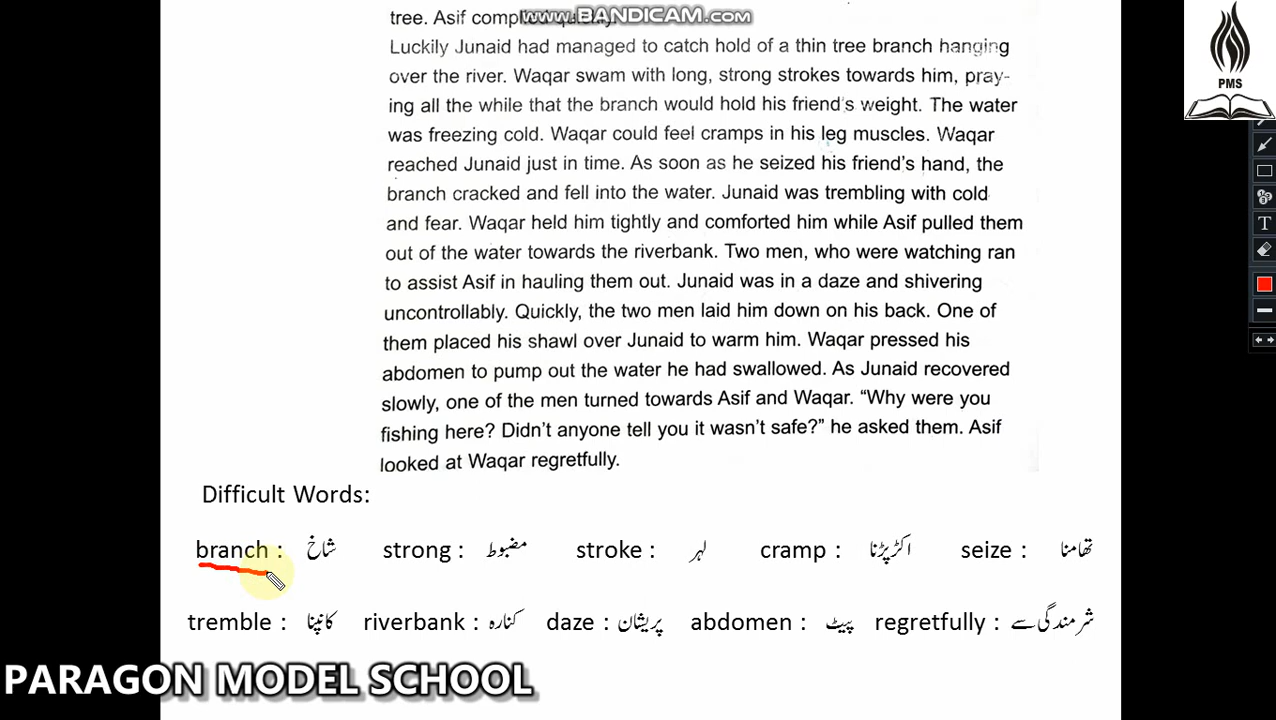 www.BANDICAM.com
PMS
tree. Asif complied quickly.
Luckily Junaid had managed to catch hold of a thin tree branch hanging
over the river. Waqar swam with long, strong strokes towards him, pray-
ing all the while that the branch would hold his friend's weight. The water
was freezing cold. Waqar could feel cramps in his leg muscles. Waqar
reached Junaid just in time. As soon as he seized his friend's hand, the
branch cracked and fell into the water. Junaid was trembling with cold
and fear. Waqar held him tightly and comforted him while Asif pulled them
out of the water towards the riverbank. Two men, who were watching ran
to assist Asif in hauling them out. Junaid was in a daze and shivering
uncontrollably. Quickly, the two men laid him down on his back. One of
them placed his shawl over Junaid to warm him. Waqar pressed his
abdomen to pump out the water he had swallowed. As Junaid recovered
slowly, one of the men turned towards Asif and Waqar. “Why were you
fishing here? Didn't anyone tell you it wasn't safe?” he asked them. Asif
looked at Waqar regretfully.
Difficult Words:
branch : شاخ strong : مضبوط stroke : لہر cramp : اکڑ پڑنا seize : تھامنا
tremble : کانپنا riverbank : کنارہ daze : پریشان abdomen : پیٹ regretfully : شرمندگی سے
PARAGON MODEL SCHOOL